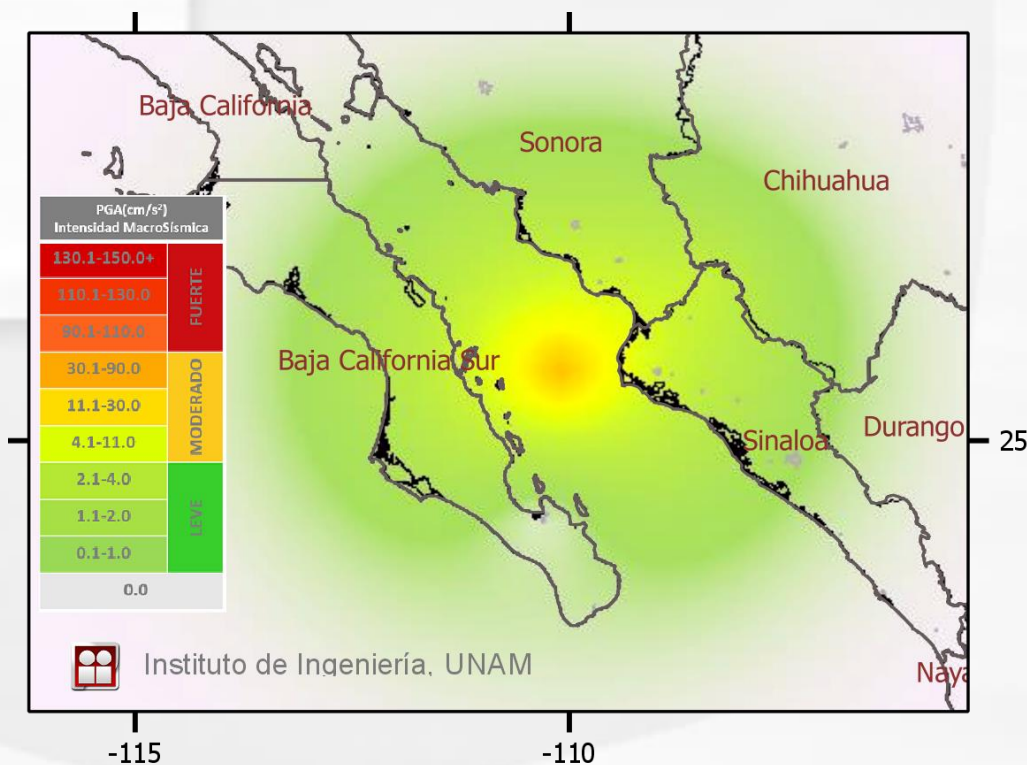 Baja California
Sonora
Chihuahua
PGA(cm/s²)
Intensidad MacroSísmica
130.1-150.0+
110.1-130.0
90.1-110.0
FUERTE
30.1-90.0
11.1-30.0
4.1-11.0
MODERADO
2.1-4.0
1.1-2.0
0.1-1.0
LEVE
0.0
Baja California Sur
Sinaloa
Durango
25
Instituto de Ingeniería, UNAM
Naya
-115
-110